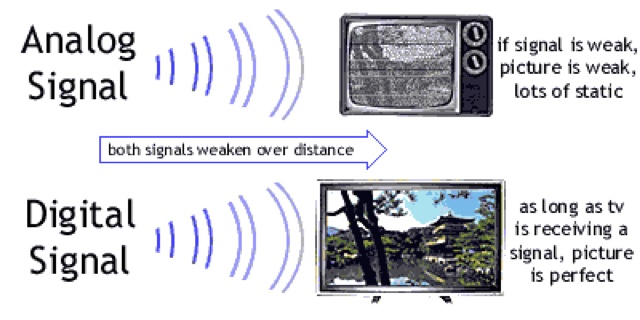 Analog
Signal
if signal is weak,
picture is weak,
lots of static
both signals weaken over distance
Digital
Signal
as long as tv
is receiving a
signal, picture
is perfect